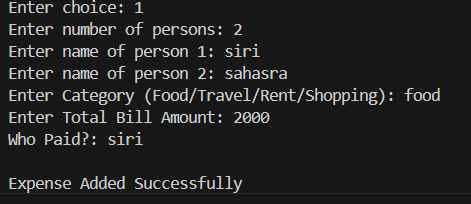 Enter choice: 1
Enter number of persons: 2
Enter name of person 1: siri
Enter name of person 2: sahasra
Enter Category (Food/Travel/Rent/Shopping): food
Enter Total Bill Amount: 2000
Who Paid?: siri
Expense Added Successfully